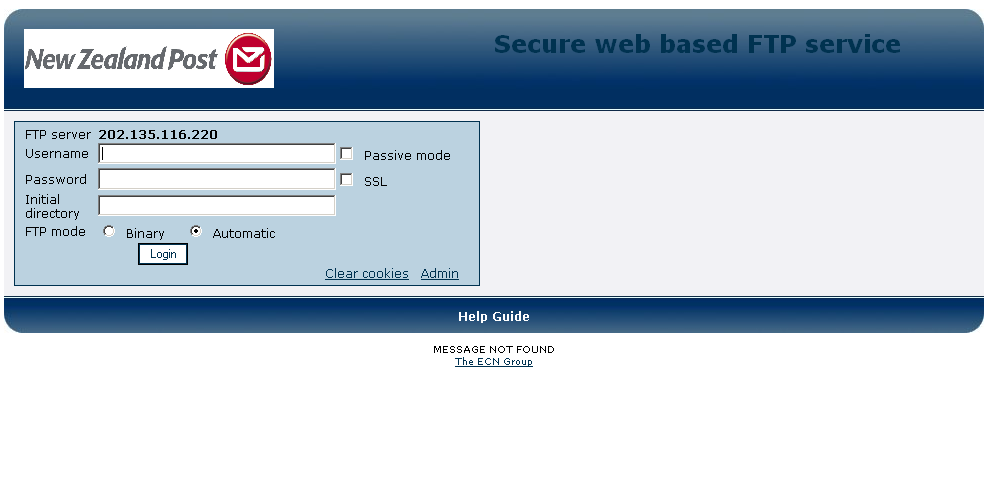 New Zealand Post
Secure web based FTP service
FTP server 202.135.116.220
Username Passive mode
Password SSL
Initial
directory
FTP mode Binary Automatic
Login
Clear cookies Admin
Help Guide
MESSAGE NOT FOUND
The ECN Group